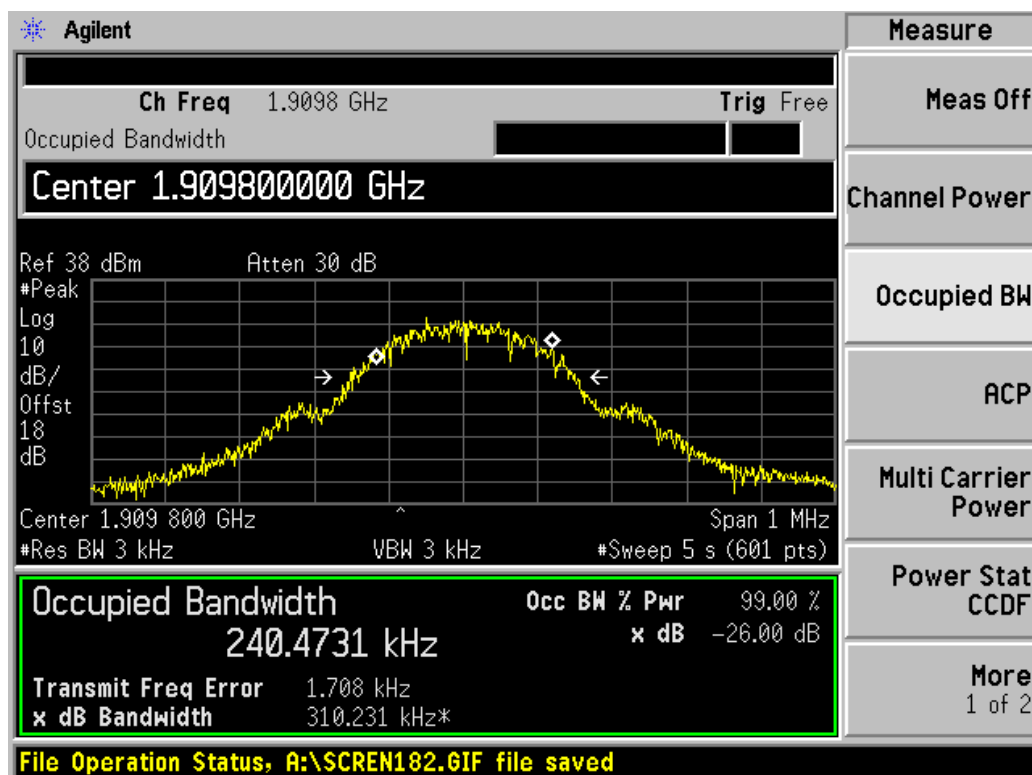 Agilent
Measure
Ch Freq 1.9098 GHz Trig Free
Meas Off
Occupied Bandwidth
Center 1.909800000 GHz
Channel Power
Ref 38 dBm Atten 30 dB
#Peak
Log
10
dB/
Offst
18
dB
Occupied BW
ACP
Center 1.909 800 GHz Span 1 MHz
#Res BW 3 kHz VBW 3 kHz #Sweep 5 s (601 pts)
Multi Carrier
Power
Occupied Bandwidth
240.4731 kHz
Occ BW % Pwr 99.00 %
x dB -26.00 dB
Transmit Freq Error 1.708 kHz
x dB Bandwidth 310.231 kHz*
Power Stat
CCDF
More
1 of 2
File Operation Status, A:\SCREN182.GIF file saved